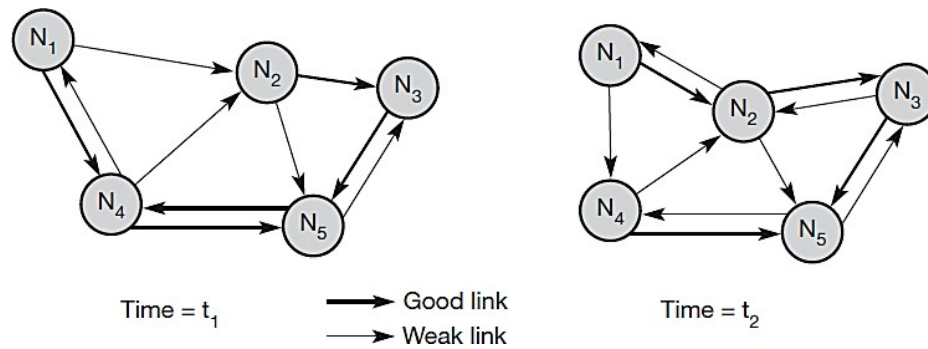 N1
N2
N3
N4
N5
Time = t1
Good link
Weak link
N1
N2
N3
N4
N5
Time = t2